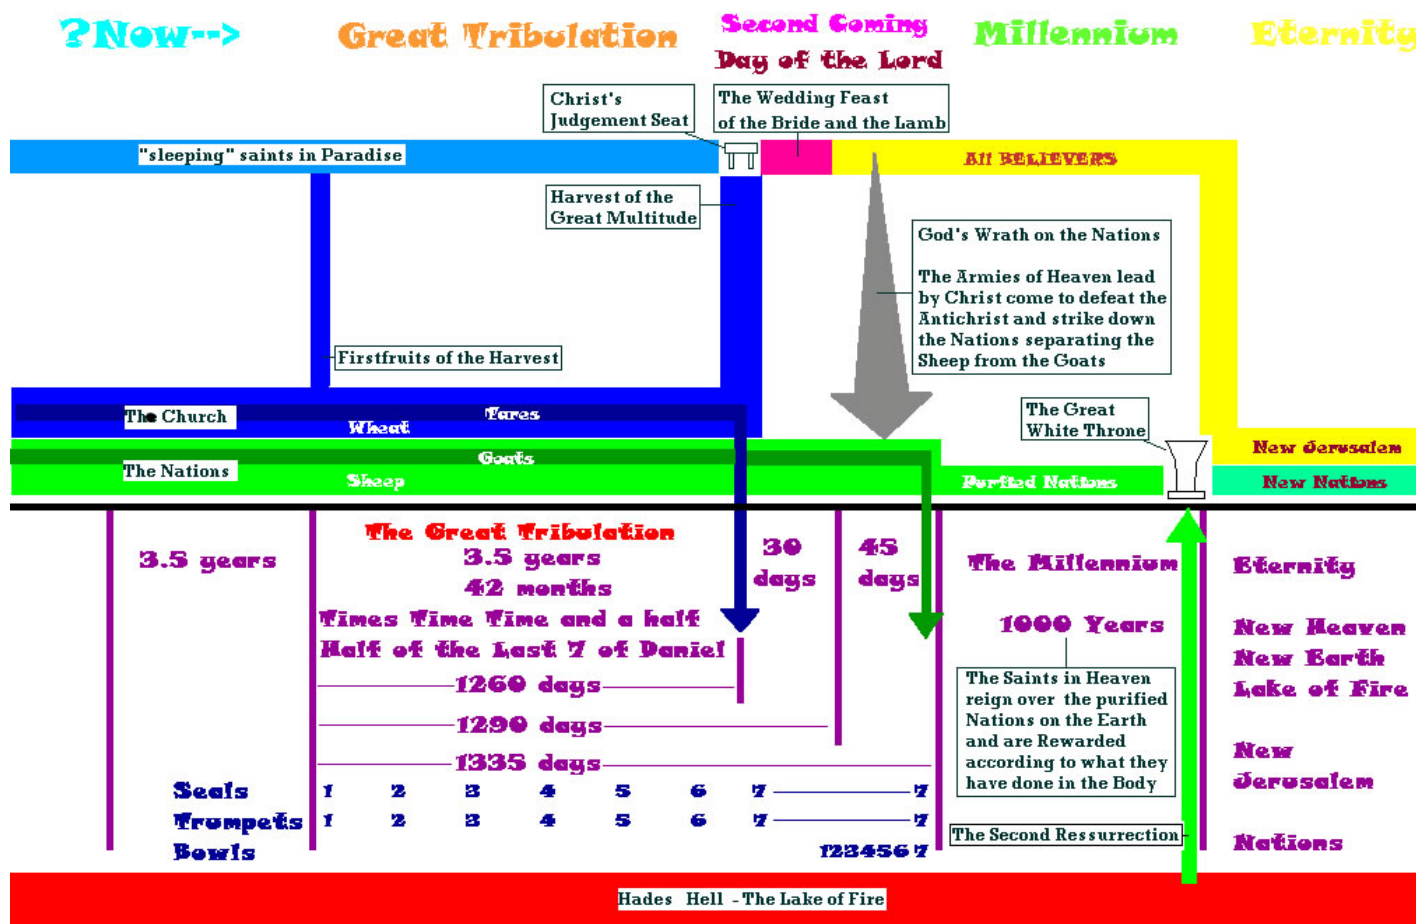 ?Now-->
Great Tribulation
Second Coming
Day of the Lord
Millennium
Eternity
Christ's
Judgement Seat
The Wedding Feast
of the Bride and the Lamb
"sleeping" saints in Paradise
All BELIEVERS
Harvest of the
Great Multitude
God's Wrath on the Nations
The Armies of Heaven lead
by Christ come to defeat the
Antichrist and strike down
the Nations separating the
Sheep from the Goats
Firstfruits of the Harvest
The Church
Tares
Wheat
The Great
White Throne
The Nations
Goats
Sheep
Purified Nations
New Jerusalem
New Nations
3.5 years
The Great Tribulation
3.5 years
42 months
Times Time Time and a half
Half of the Last 7 of Daniel
1260 days
1290 days
1335 days
30
days
45
days
The Millennium
1000 Years
The Saints in Heaven
reign over the purified
Nations on the Earth
and are Rewarded
according to what they
have done in the Body
The Second Ressurrection
Eternity
New Heaven
New Earth
Lake of Fire
New
Jerusalem
Nations
Seals 1 2 3 4 5 6 7 7
Trumpets 1 2 3 4 5 6 7 7
Bowls 123456 7
Hades Hell - The Lake of Fire